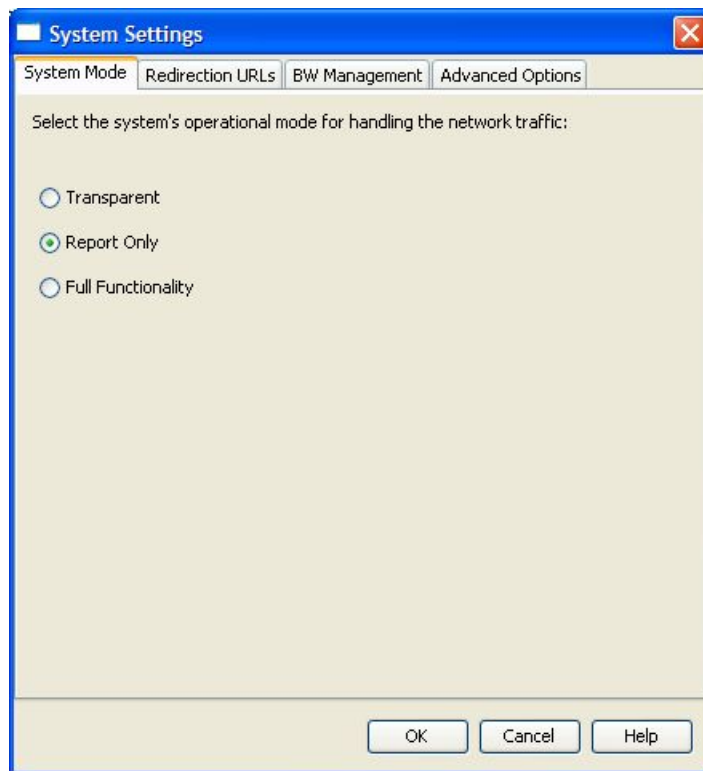 System Settings
System Mode Redirection URLs BW Management Advanced Options
Select the system's operational mode for handling the network traffic:
Transparent
Report Only
Full Functionality
OK Cancel Help